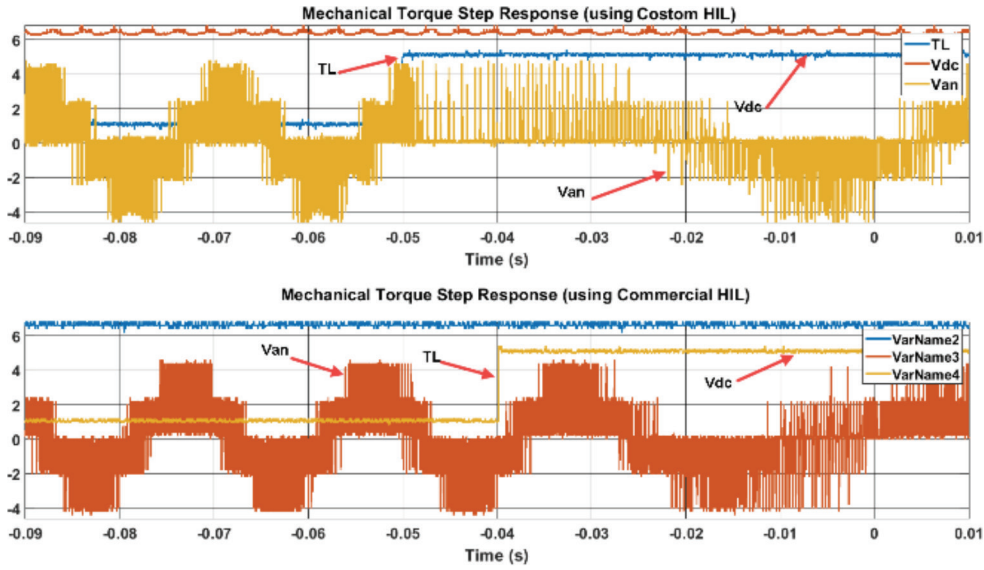 Mechanical Torque Step Response (using Costom HIL)
6
4
2
0
-2
-4
TL
Vdc
Van
TL
Vdc
Van
-0.09 -0.08 -0.07 -0.06 -0.05 -0.04 -0.03 -0.02 -0.01 0 0.01
Time (s)
Mechanical Torque Step Response (using Commercial HIL)
6
4
2
0
-2
-4
Van
TL
Vdc
VarName2
VarName3
VarName4
-0.09 -0.08 -0.07 -0.06 -0.05 -0.04 -0.03 -0.02 -0.01 0 0.01
Time (s)